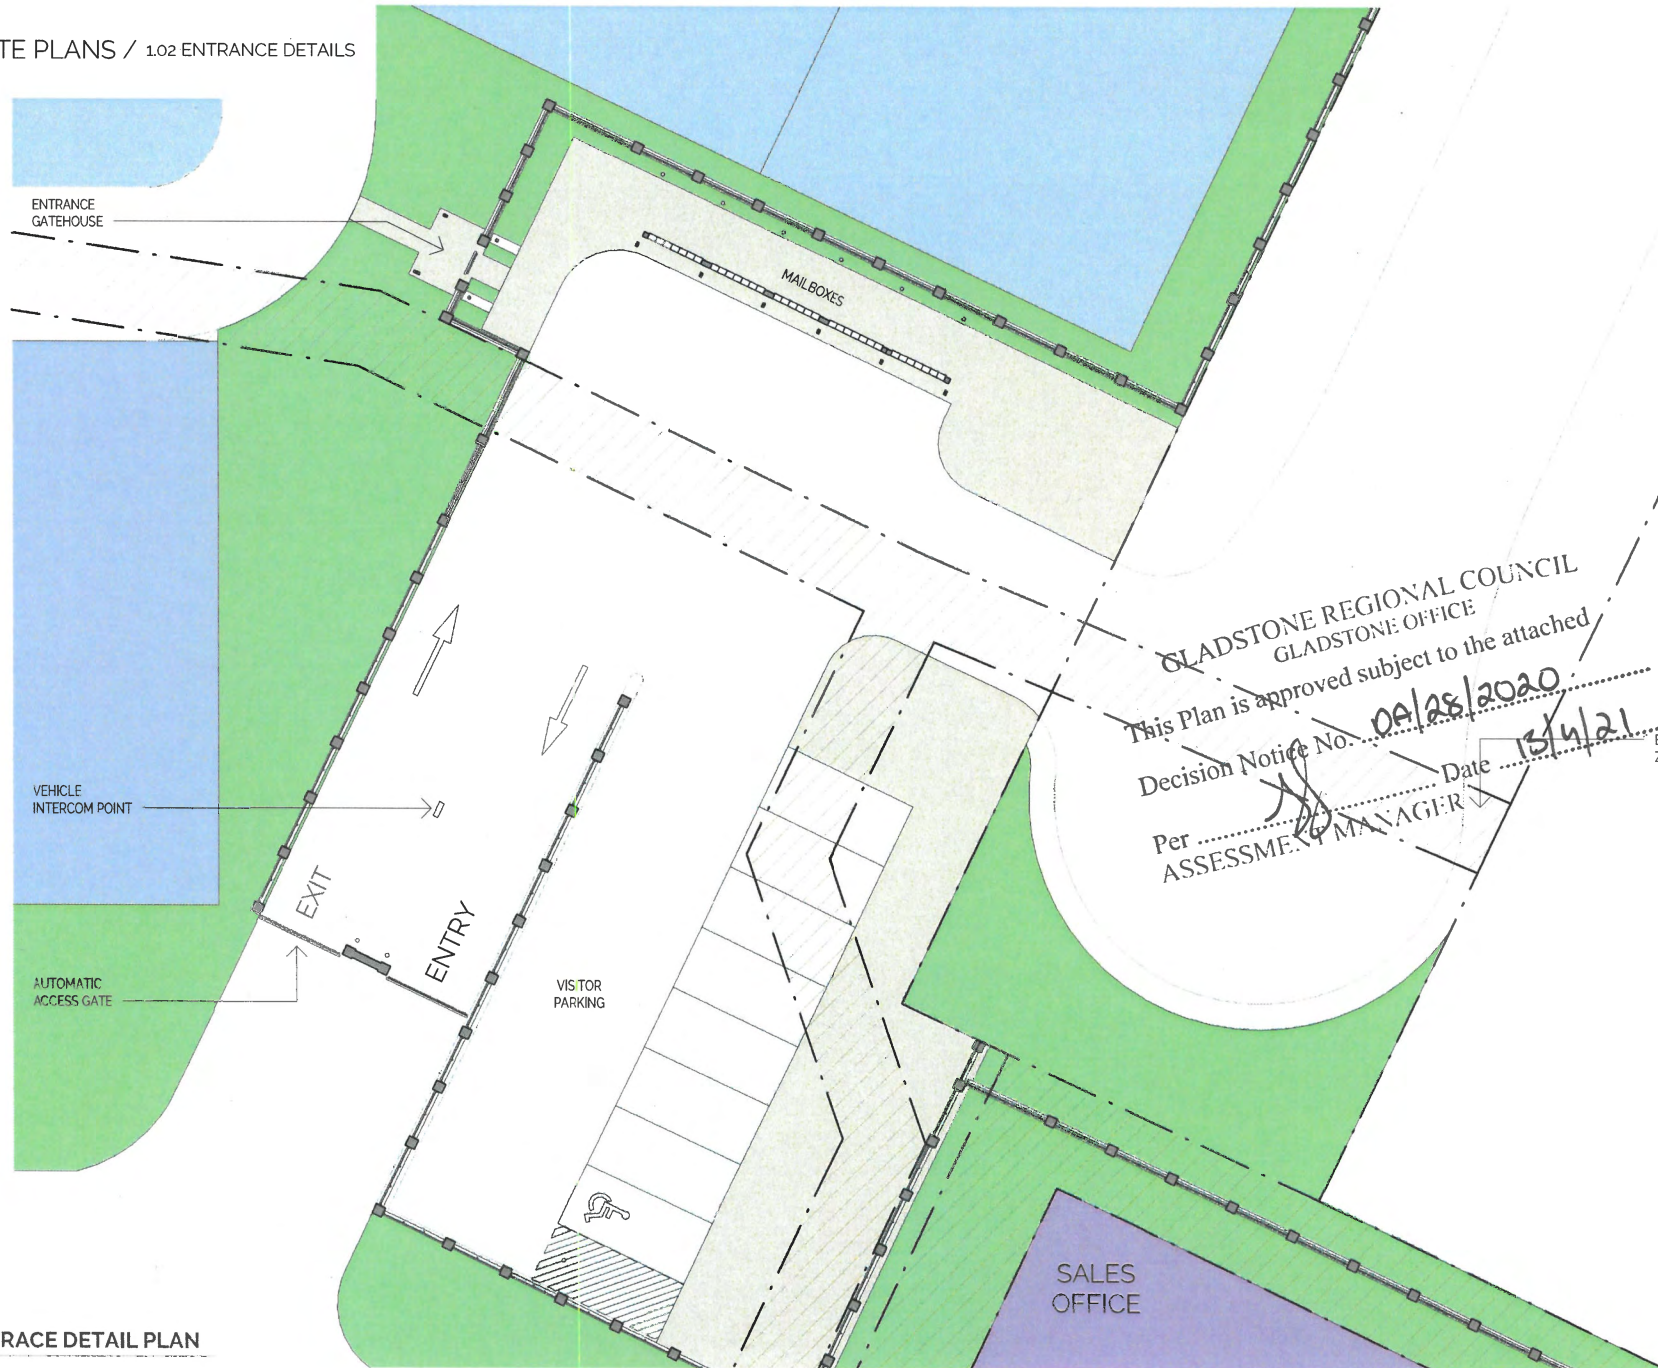 TE PLANS / 1.02 ENTRANCE DETAILS
ENTRANCE
GATEHOUSE
MAILBOXES
GLADSTONE REGIONAL COUNCIL
GLADSTONE OFFICE
This Plan is approved subject to the attached
Decision Notice No. DA/28/2020
Per Date 13/4/21
ASSESSMENT MANAGER
VEHICLE
INTERCOM POINT
EXIT
ENTRY
AUTOMATIC
ACCESS GATE
VISITOR
PARKING
SALES
OFFICE
RACE DETAIL PLAN